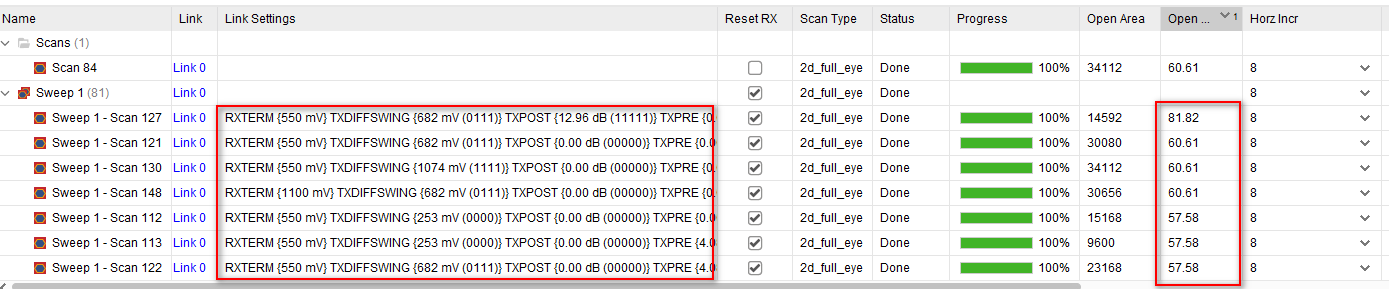 Name Link Link Settings Reset RX Scan Type Status Progress Open Area Open ... 1 Horz Incr
Scans (1)
Scan 84 Link 0 2d_full_eye Done 100% 34112 60.61 8
Sweep 1 (81) Link 0 2d_full_eye Done 8
Sweep 1 - Scan 127 Link 0 RXTERM {550 mV} TXDIFFSWING {682 mV (0111)} TXPOST {12.96 dB (11111)} TXPRE {0. 2d_full_eye Done 100% 14592 81.82 8
Sweep 1 - Scan 121 Link 0 RXTERM {550 mV} TXDIFFSWING {682 mV (0111)} TXPOST {0.00 dB (00000)} TXPRE {0.0 2d_full_eye Done 100% 30080 60.61 8
Sweep 1 - Scan 130 Link 0 RXTERM {550 mV} TXDIFFSWING {1074 mV (1111)} TXPOST {0.00 dB (00000)} TXPRE {0. 2d_full_eye Done 100% 34112 60.61 8
Sweep 1 - Scan 148 Link 0 RXTERM {1100 mV} TXDIFFSWING {682 mV (0111)} TXPOST {0.00 dB (00000)} TXPRE {0. 2d_full_eye Done 100% 30656 60.61 8
Sweep 1 - Scan 112 Link 0 RXTERM {550 mV} TXDIFFSWING {253 mV (0000)} TXPOST {0.00 dB (00000)} TXPRE {0.0 2d_full_eye Done 100% 15168 57.58 8
Sweep 1 - Scan 113 Link 0 RXTERM {550 mV} TXDIFFSWING {253 mV (0000)} TXPOST {0.00 dB (00000)} TXPRE {4.0 2d_full_eye Done 100% 9600 57.58 8
Sweep 1 - Scan 122 Link 0 RXTERM {550 mV} TXDIFFSWING {682 mV (0111)} TXPOST {0.00 dB (00000)} TXPRE {4.0 2d_full_eye Done 100% 23168 57.58 8